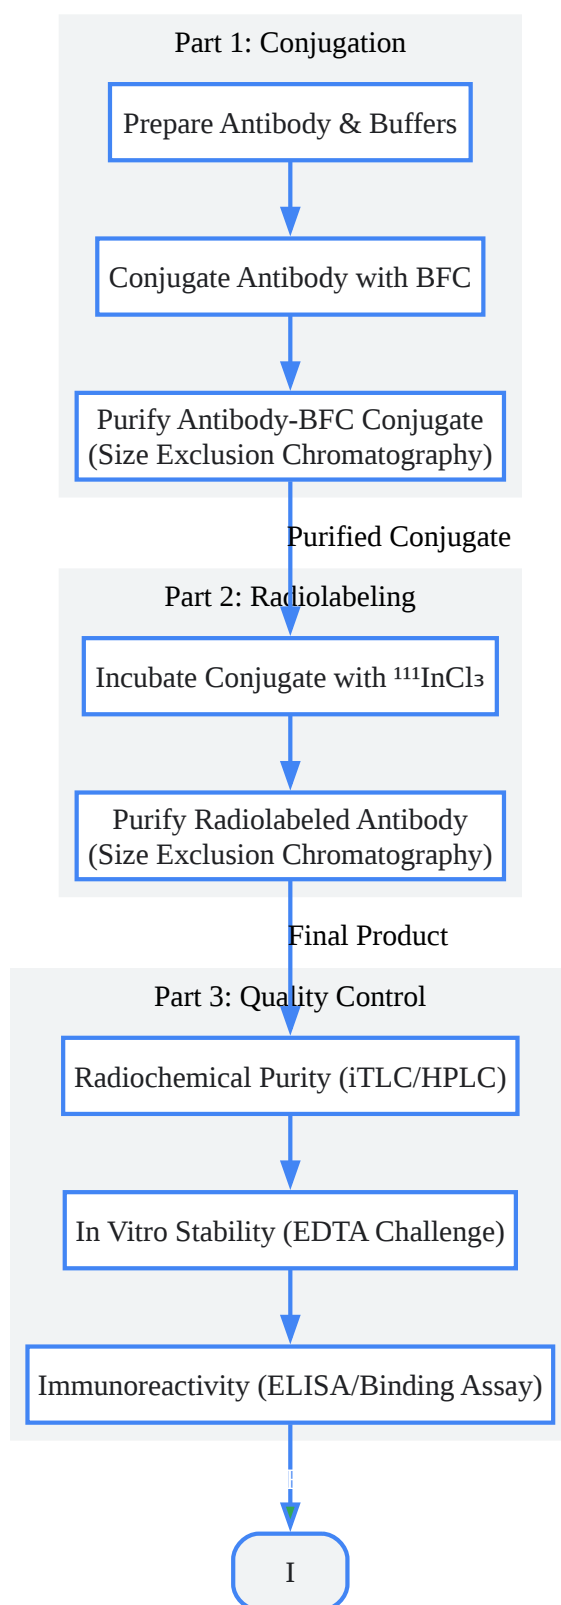 Part 1: Conjugation
Prepare Antibody & Buffers
Conjugate Antibody with BFC
Purify Antibody-BFC Conjugate
(Size Exclusion Chromatography)
Purified Conjugate
Part 2: Radiolabeling
Incubate Conjugate with ¹¹¹InCl₃
Purify Radiolabeled Antibody
(Size Exclusion Chromatography)
Final Product
Part 3: Quality Control
Radiochemical Purity (iTLC/HPLC)
In Vitro Stability (EDTA Challenge)
Immunoreactivity (ELISA/Binding Assay)
I